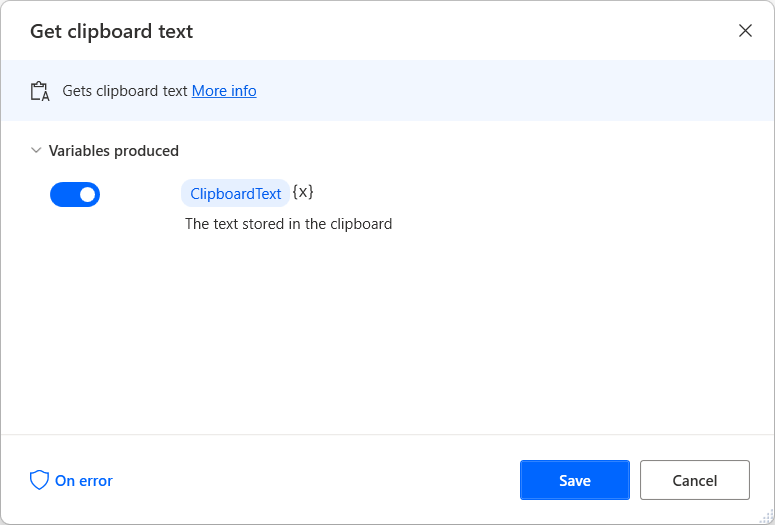 Get clipboard text
Gets clipboard text More info
Variables produced
ClipboardText {x}
The text stored in the clipboard
On error
Save
Cancel